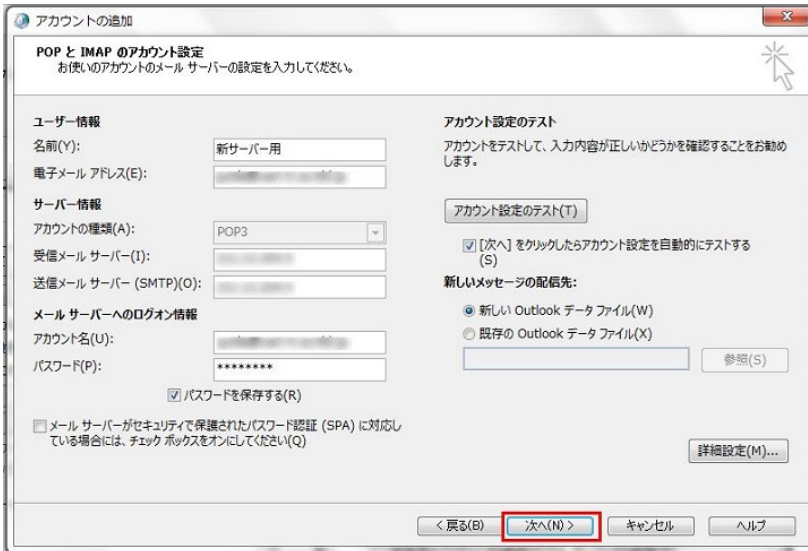 アカウントの追加
POP と IMAP のアカウント設定
お使いのアカウントのメール サーバーの設定を入力してください。
ユーザー情報
名前(Y):
新サーバー用
電子メール アドレス(E):
サーバー情報
アカウントの種類(A):
POP3
受信メール サーバー(I):
送信メール サーバー (SMTP)(O):
メール サーバーへのログオン情報
アカウント名(U):
パスワード(P):
********
パスワードを保存する(R)
メール サーバーがセキュリティで保護されたパスワード認証 (SPA) に対応し
ている場合には、チェック ボックスをオンにしてください(Q)
アカウント設定のテスト
アカウントをテストして、入力内容が正しいかどうかを確認することをお勧め
します。
アカウント設定のテスト(T)
[次へ] をクリックしたらアカウント設定を自動的にテストする
(S)
新しいメッセージの配信先:
新しい Outlook データ ファイル(W)
既存の Outlook データ ファイル(X)
参照(S)
詳細設定(M)...
< 戻る(B)
次へ(N) >
キャンセル
ヘルプ